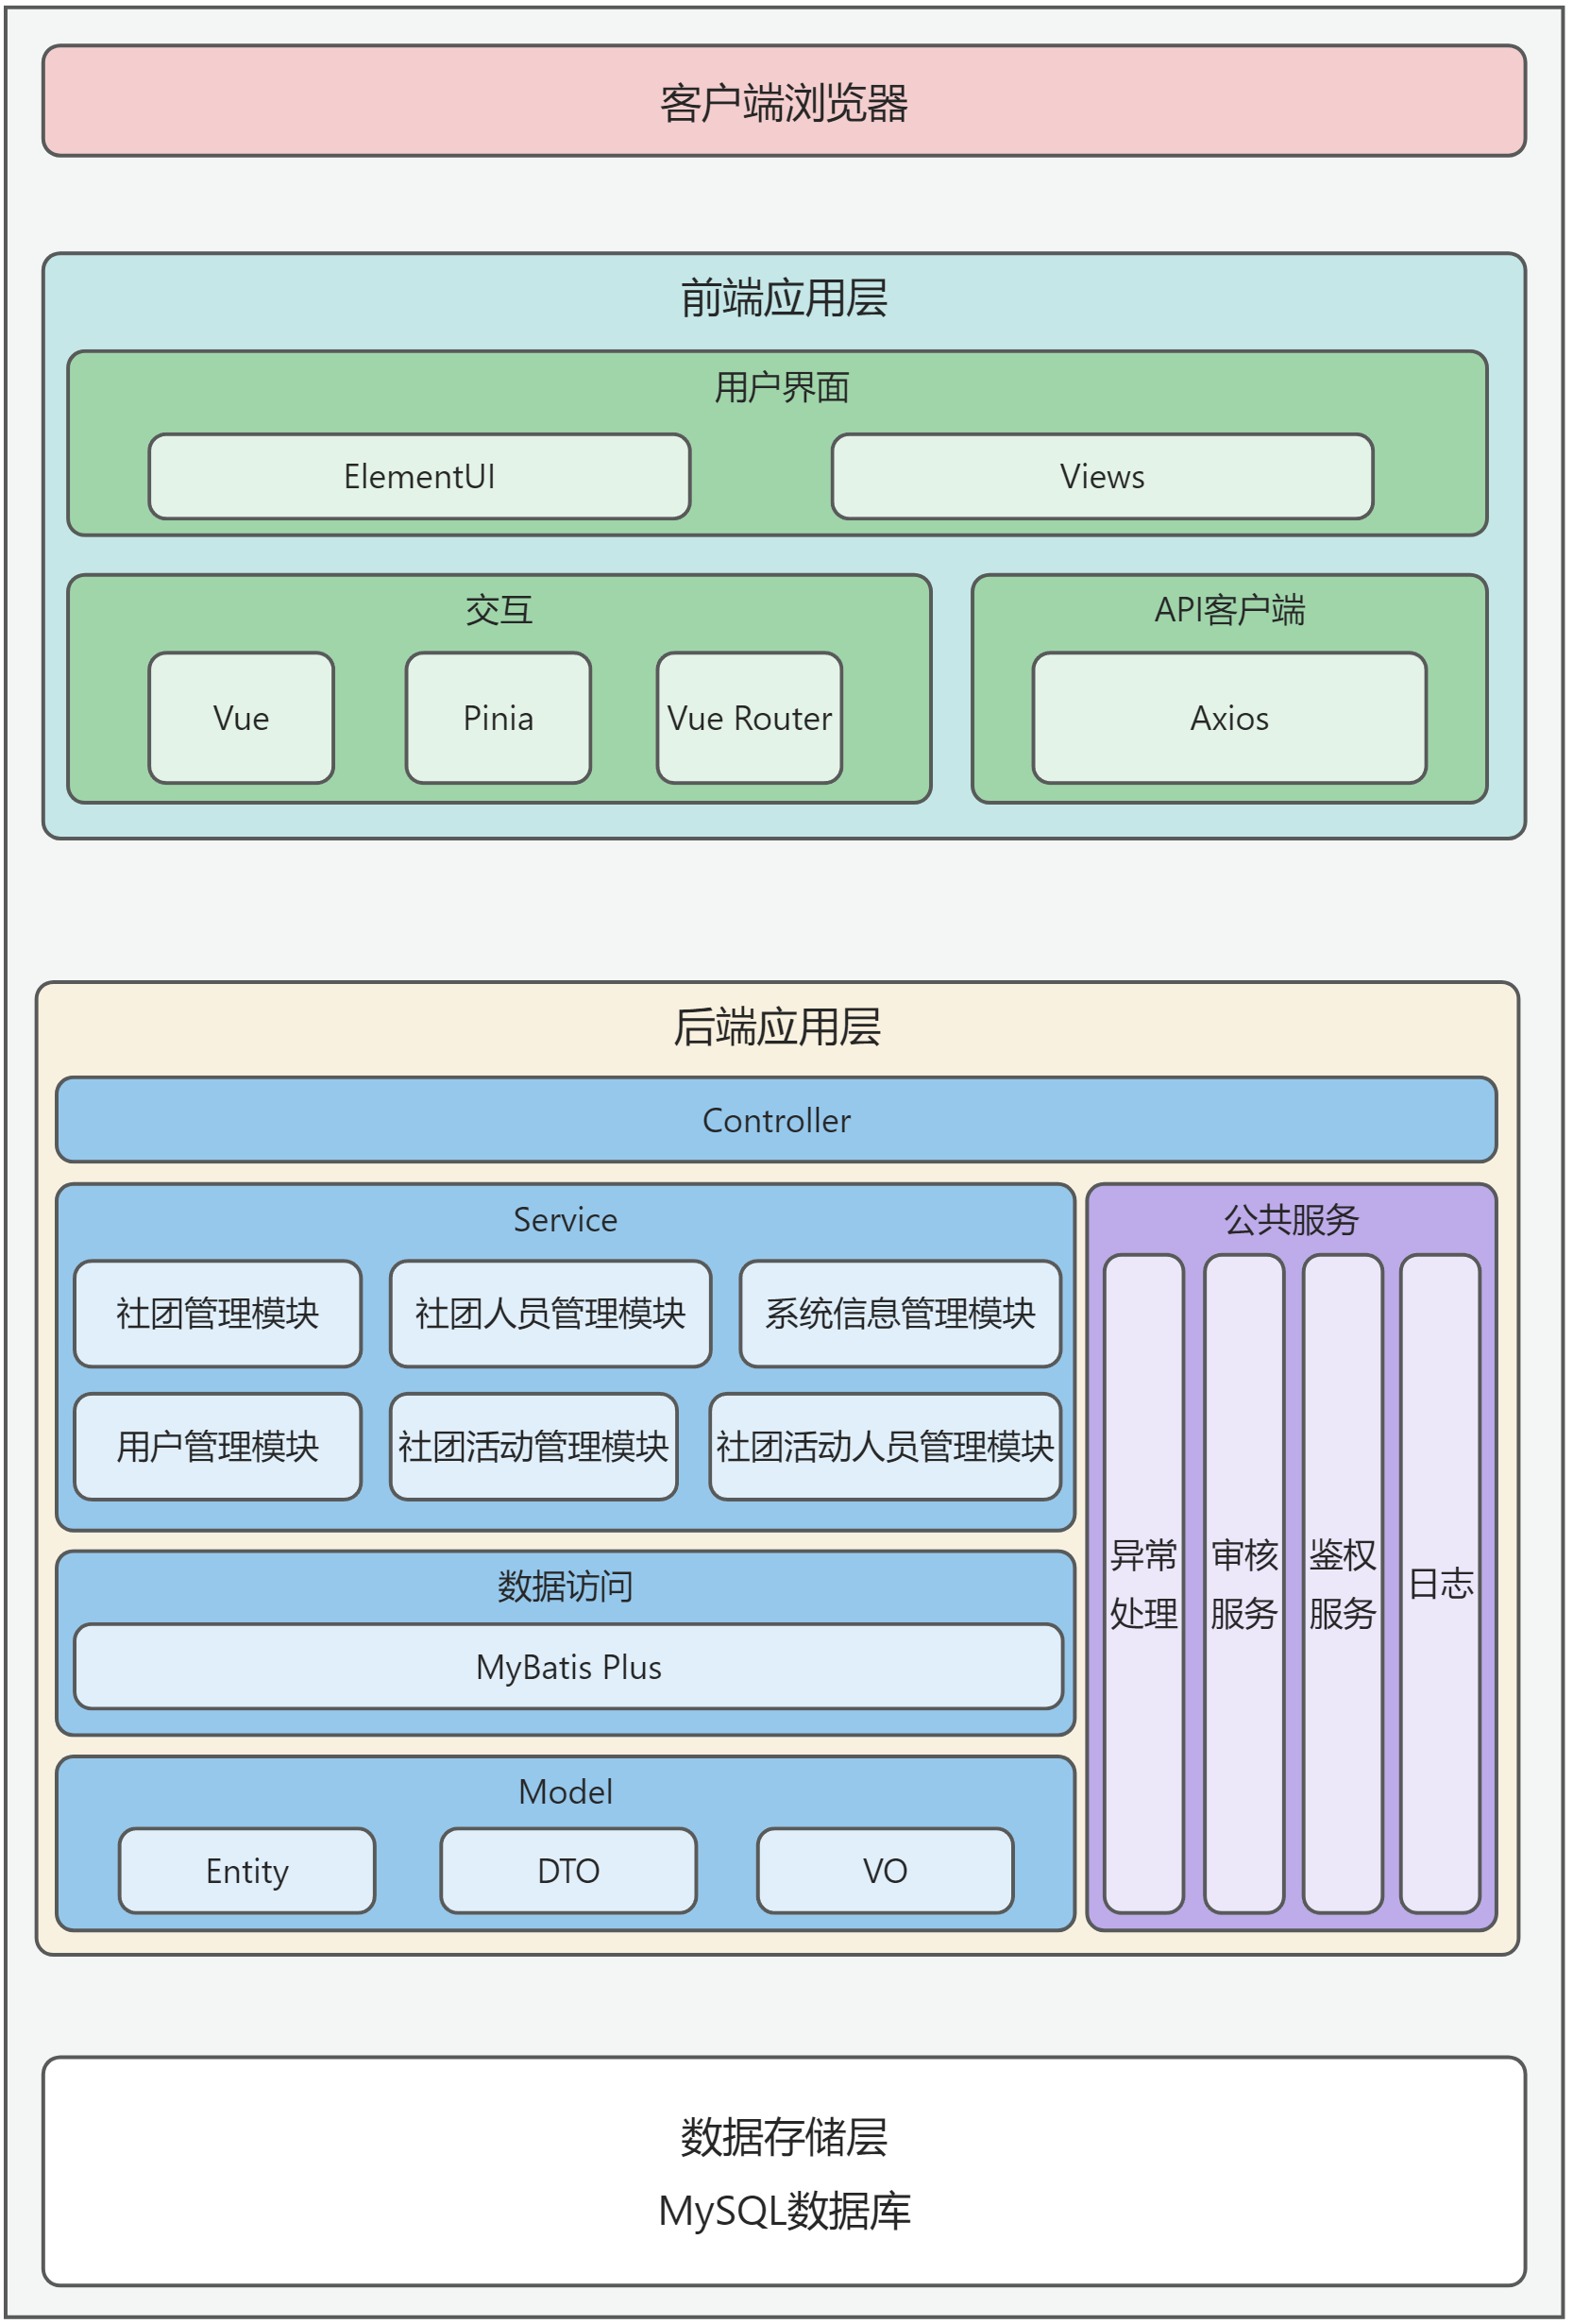 客户端浏览器
前端应用层
用户界面
ElementUI
Views
交互
Vue
Pinia
Vue Router
API客户端
Axios
后端应用层
Controller
Service
社团管理模块
社团人员管理模块
系统信息管理模块
用户管理模块
社团活动管理模块
社团活动人员管理模块
数据访问
MyBatis Plus
Model
Entity
DTO
VO
公共服务
异常
处理
审核
服务
鉴权
服务
日志
数据存储层
MySQL数据库